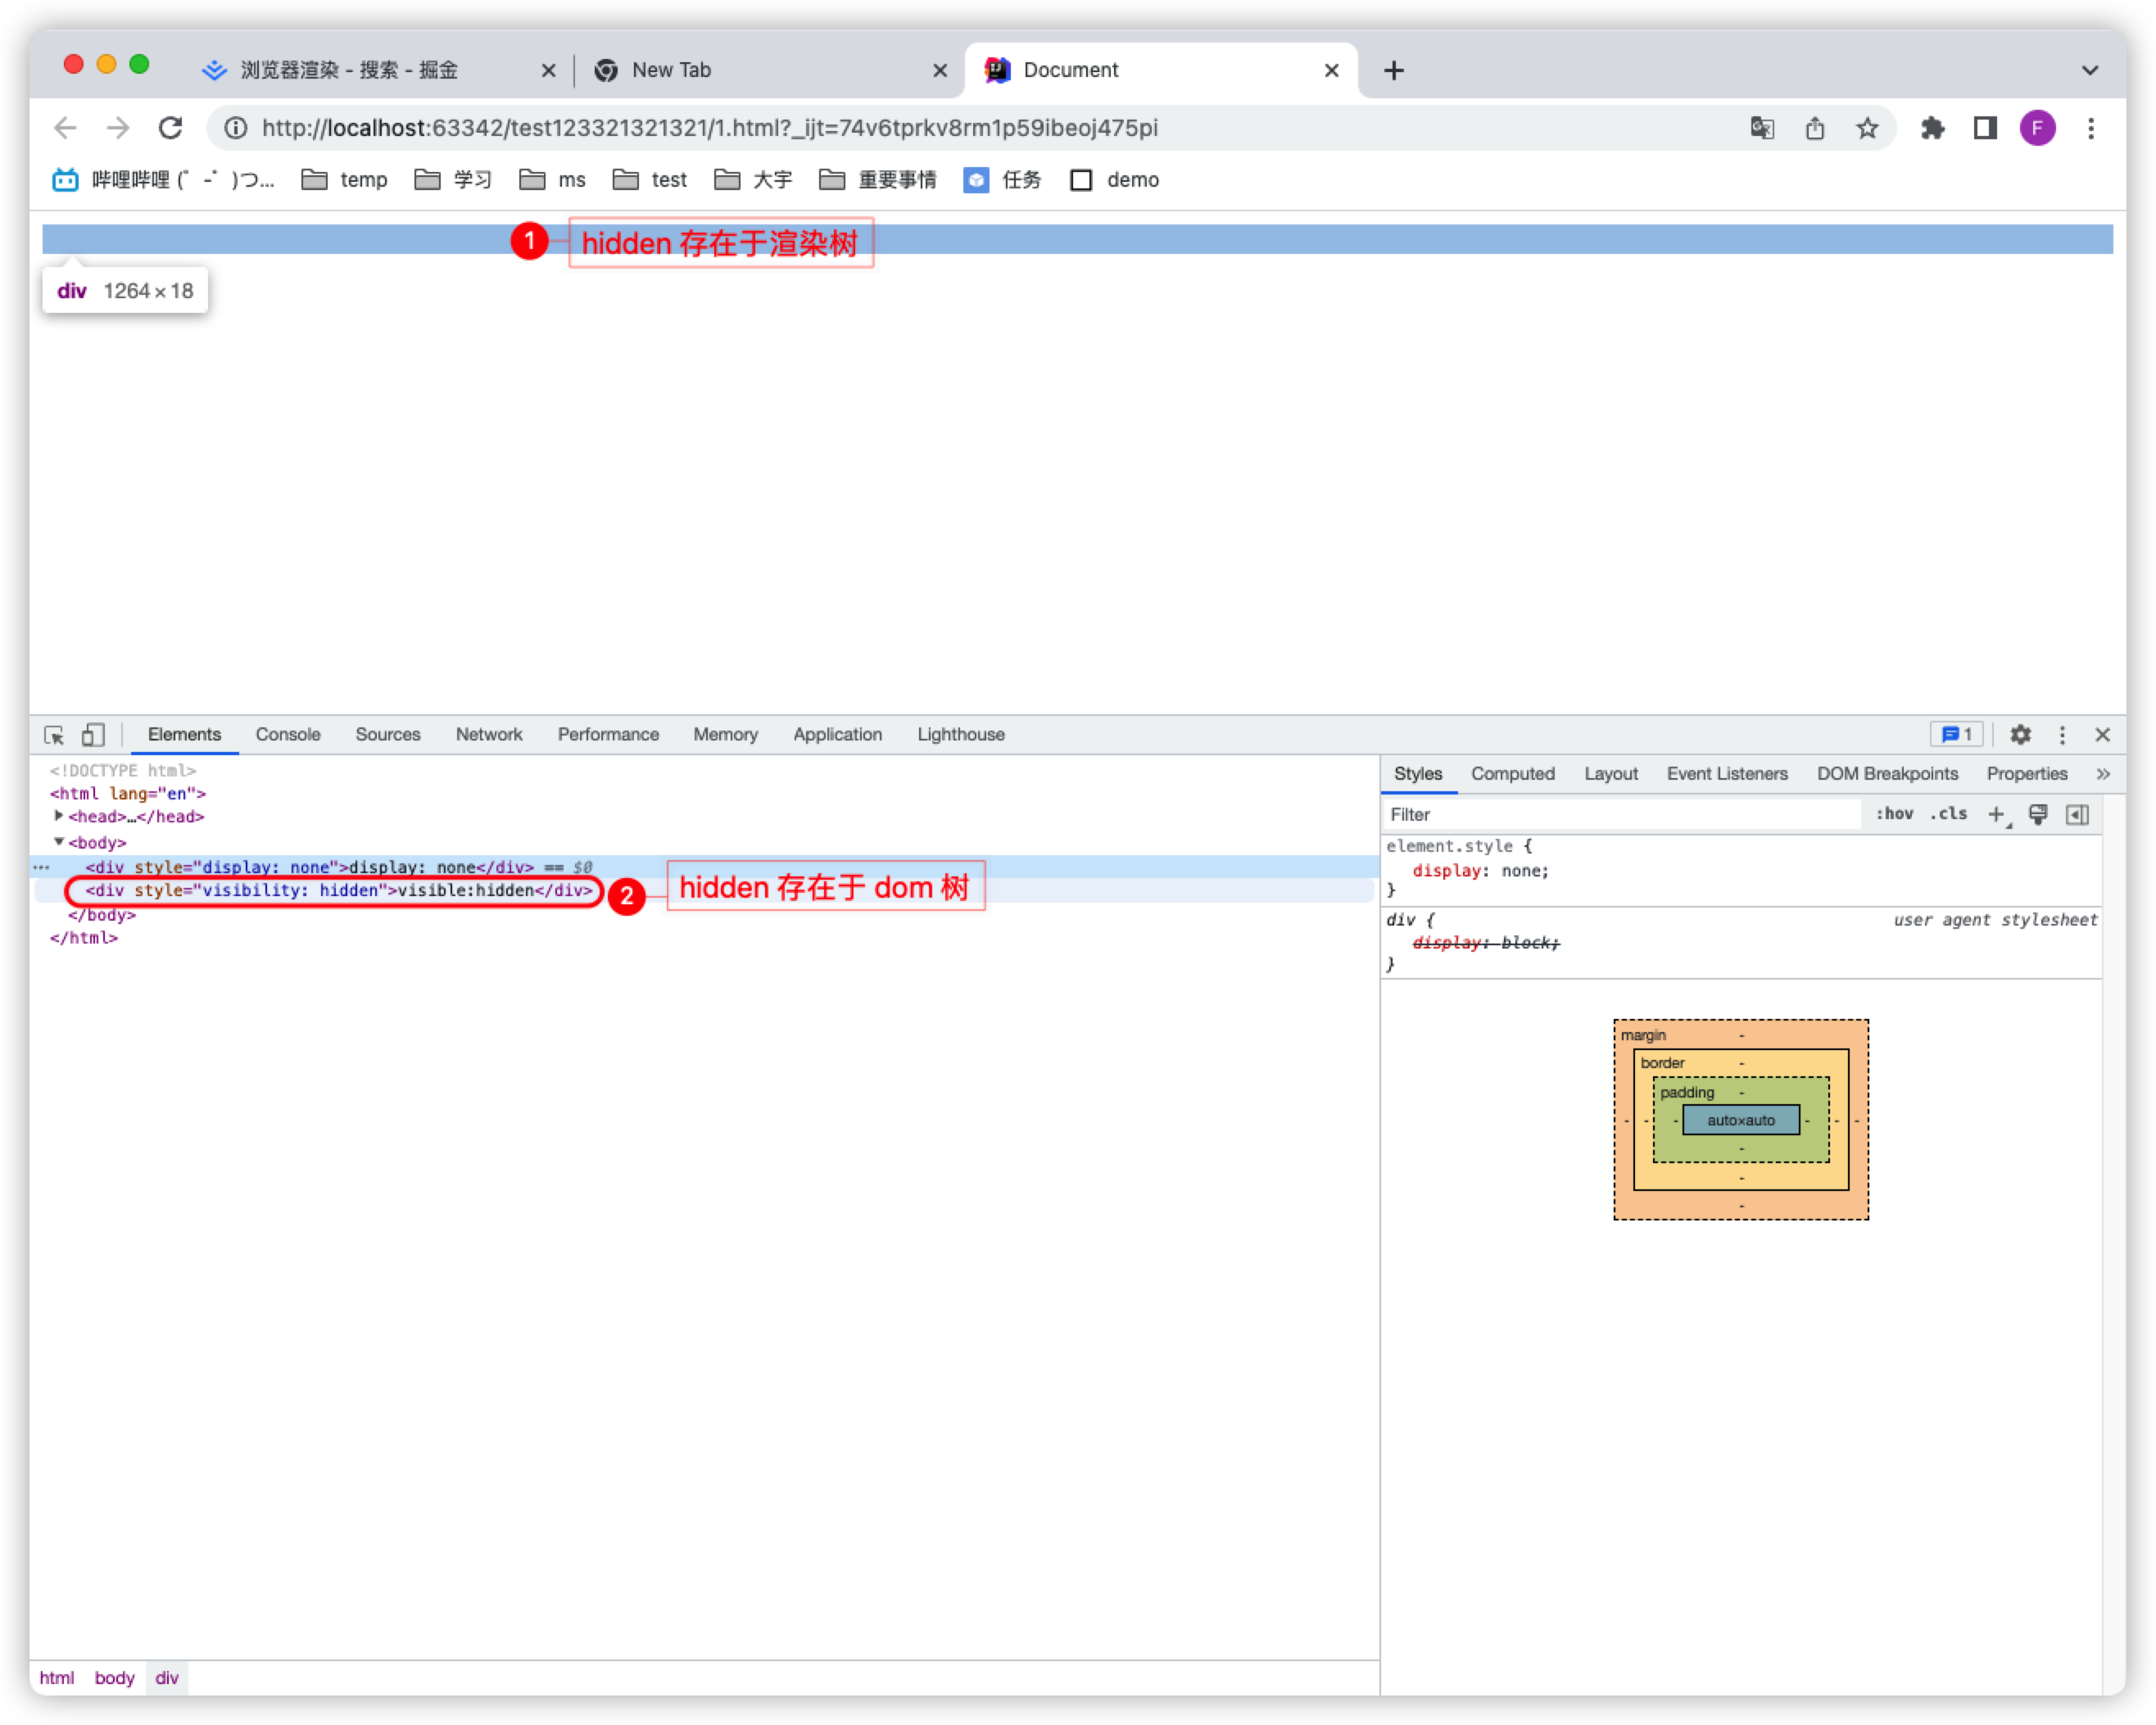 浏览器渲染 - 搜索 - 掘金
New Tab
Document
http://localhost:63342/test123321321321/1.html?_ijt=74v6tprkv8rm1p59ibeoj475pi
F
哔哩哔哩 (゜-゜)つ...
temp
学习
ms
test
大宇
重要事情
任务
demo
1
hidden 存在于渲染树
div 1264 × 18
Elements
Console
Sources
Network
Performance
Memory
Application
Lighthouse
1
<!DOCTYPE html>
<html lang="en">
<head>…</head>
<body>
<div style="display: none">display: none</div> == $0
<div style="visibility: hidden">visible:hidden</div>
2
hidden 存在于 dom 树
</body>
</html>
Styles
Computed
Layout
Event Listeners
DOM Breakpoints
Properties
Filter
:hov
.cls
element.style {
display: none;
}
div {
user agent stylesheet
display: block;
}
margin -
border -
padding -
- - - auto×auto - - -
-
-
-
html body div